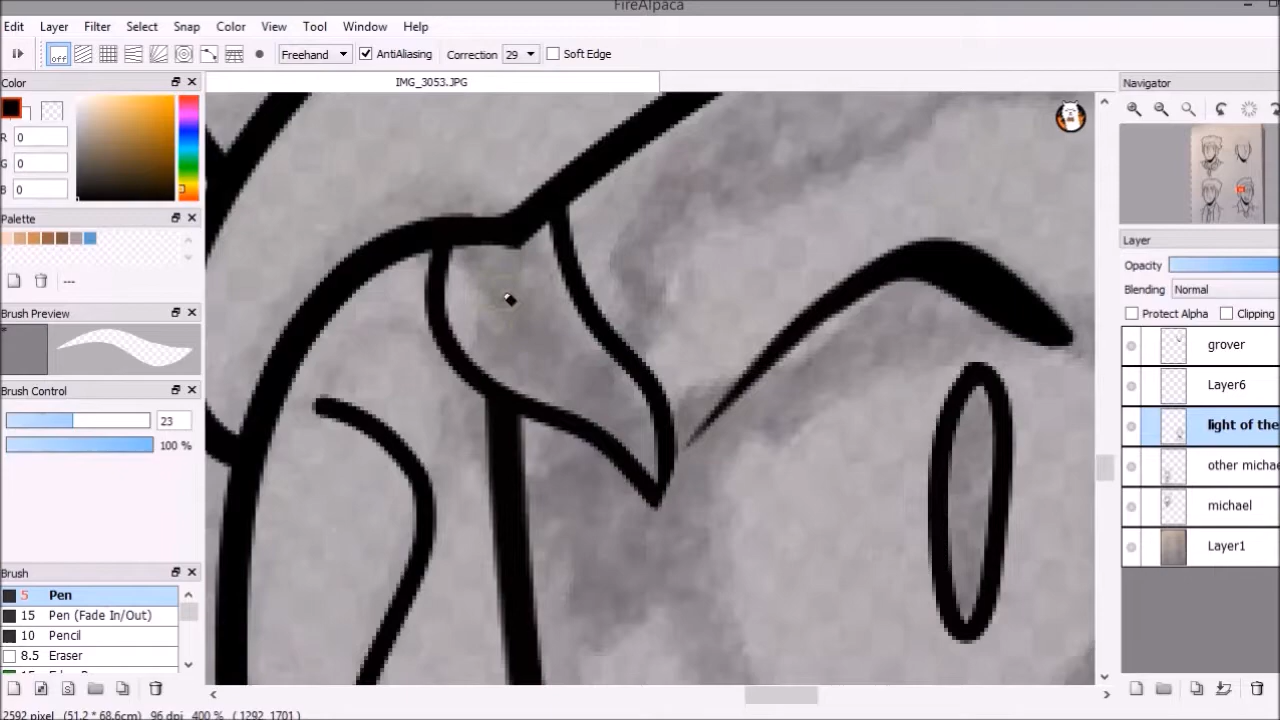 FireAlpaca
Edit Layer Filter Select Snap Color View Tool Window Help
off Freehand AntiAliasing Correction 29 Soft Edge
Color IMG_3053.JPG Navigator
R 0
G 0
B 0
Palette
---
Layer
Opacity
Blending Normal
Brush Preview
Protect Alpha Clipping
grover
Brush Control
Layer6
23
light of the
100 %
other micha
michael
Layer1
Brush
5 Pen
15 Pen (Fade In/Out)
10 Pencil
8.5 Eraser
2592 pixel (51.2 * 68.6cm) 96 dpi 400 % (1292, 1701)